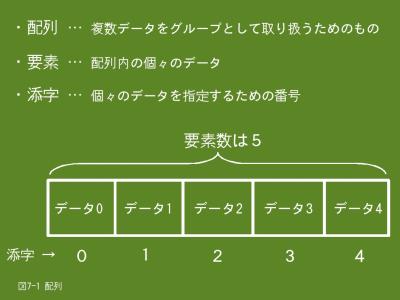 ・配列 … 複数データをグループとして取り扱うためのもの
・要素 … 配列内の個々のデータ
・添字 … 個々のデータを指定するための番号
要素数は５
データ0 データ1 データ2 データ3 データ4
添字 → 0 1 2 3 4
図7-1 配列